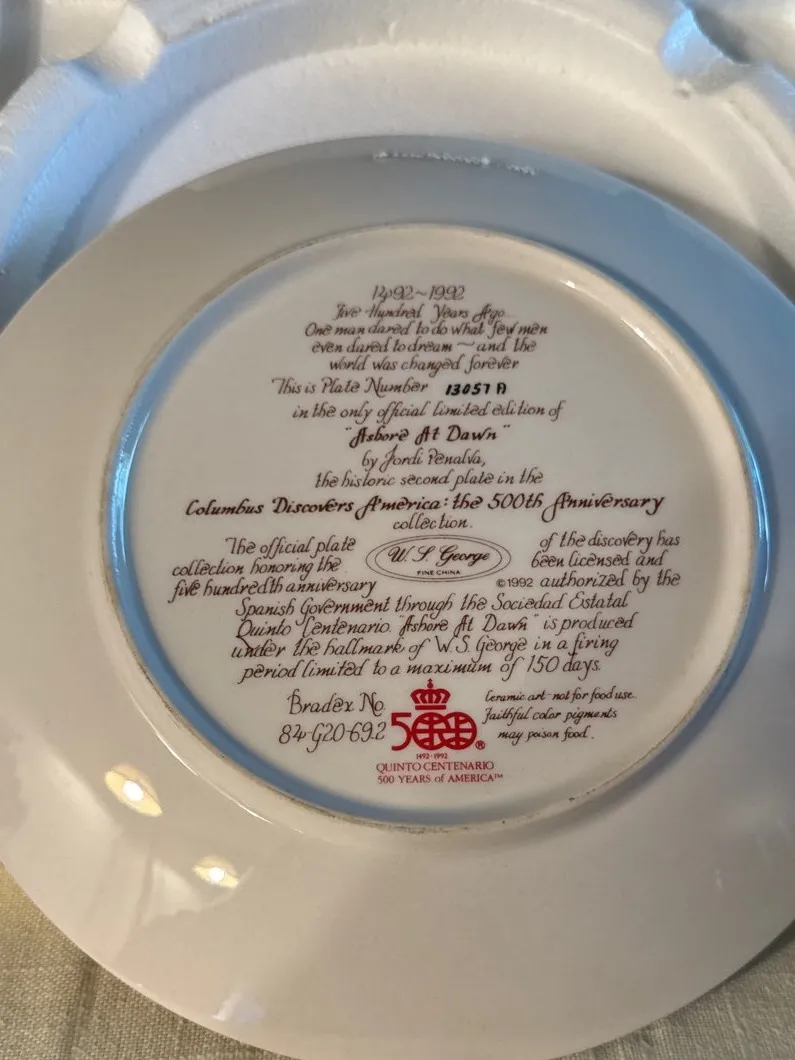 1492~1992
Five Hundred Years Ago...
One man dared to do what few men
even dared to dream ~ and the
world was changed forever
This is Plate Number 13057 A
in the only official limited edition of
"Ashore At Dawn"
by Jordi Penalva,
the historic second plate in the
Columbus Discovers America: the 500th Anniversary
collection.
The official plate
collection honoring the
five hundredth anniversary
W. S. George
FINE CHINA
of the discovery has
been licensed and
©1992 authorized by the
Spanish Government through the Sociedad Estatal
Quinto Centenario. "Ashore At Dawn" is produced
under the hallmark of W.S. George in a firing
period limited to a maximum of 150 days.
Bradex No.
84-G20-69.2
500®
1492·1992
QUINTO CENTENARIO
500 YEARS of AMERICA™
Ceramic art-not for food use.
Faithful color pigments
may poison food.